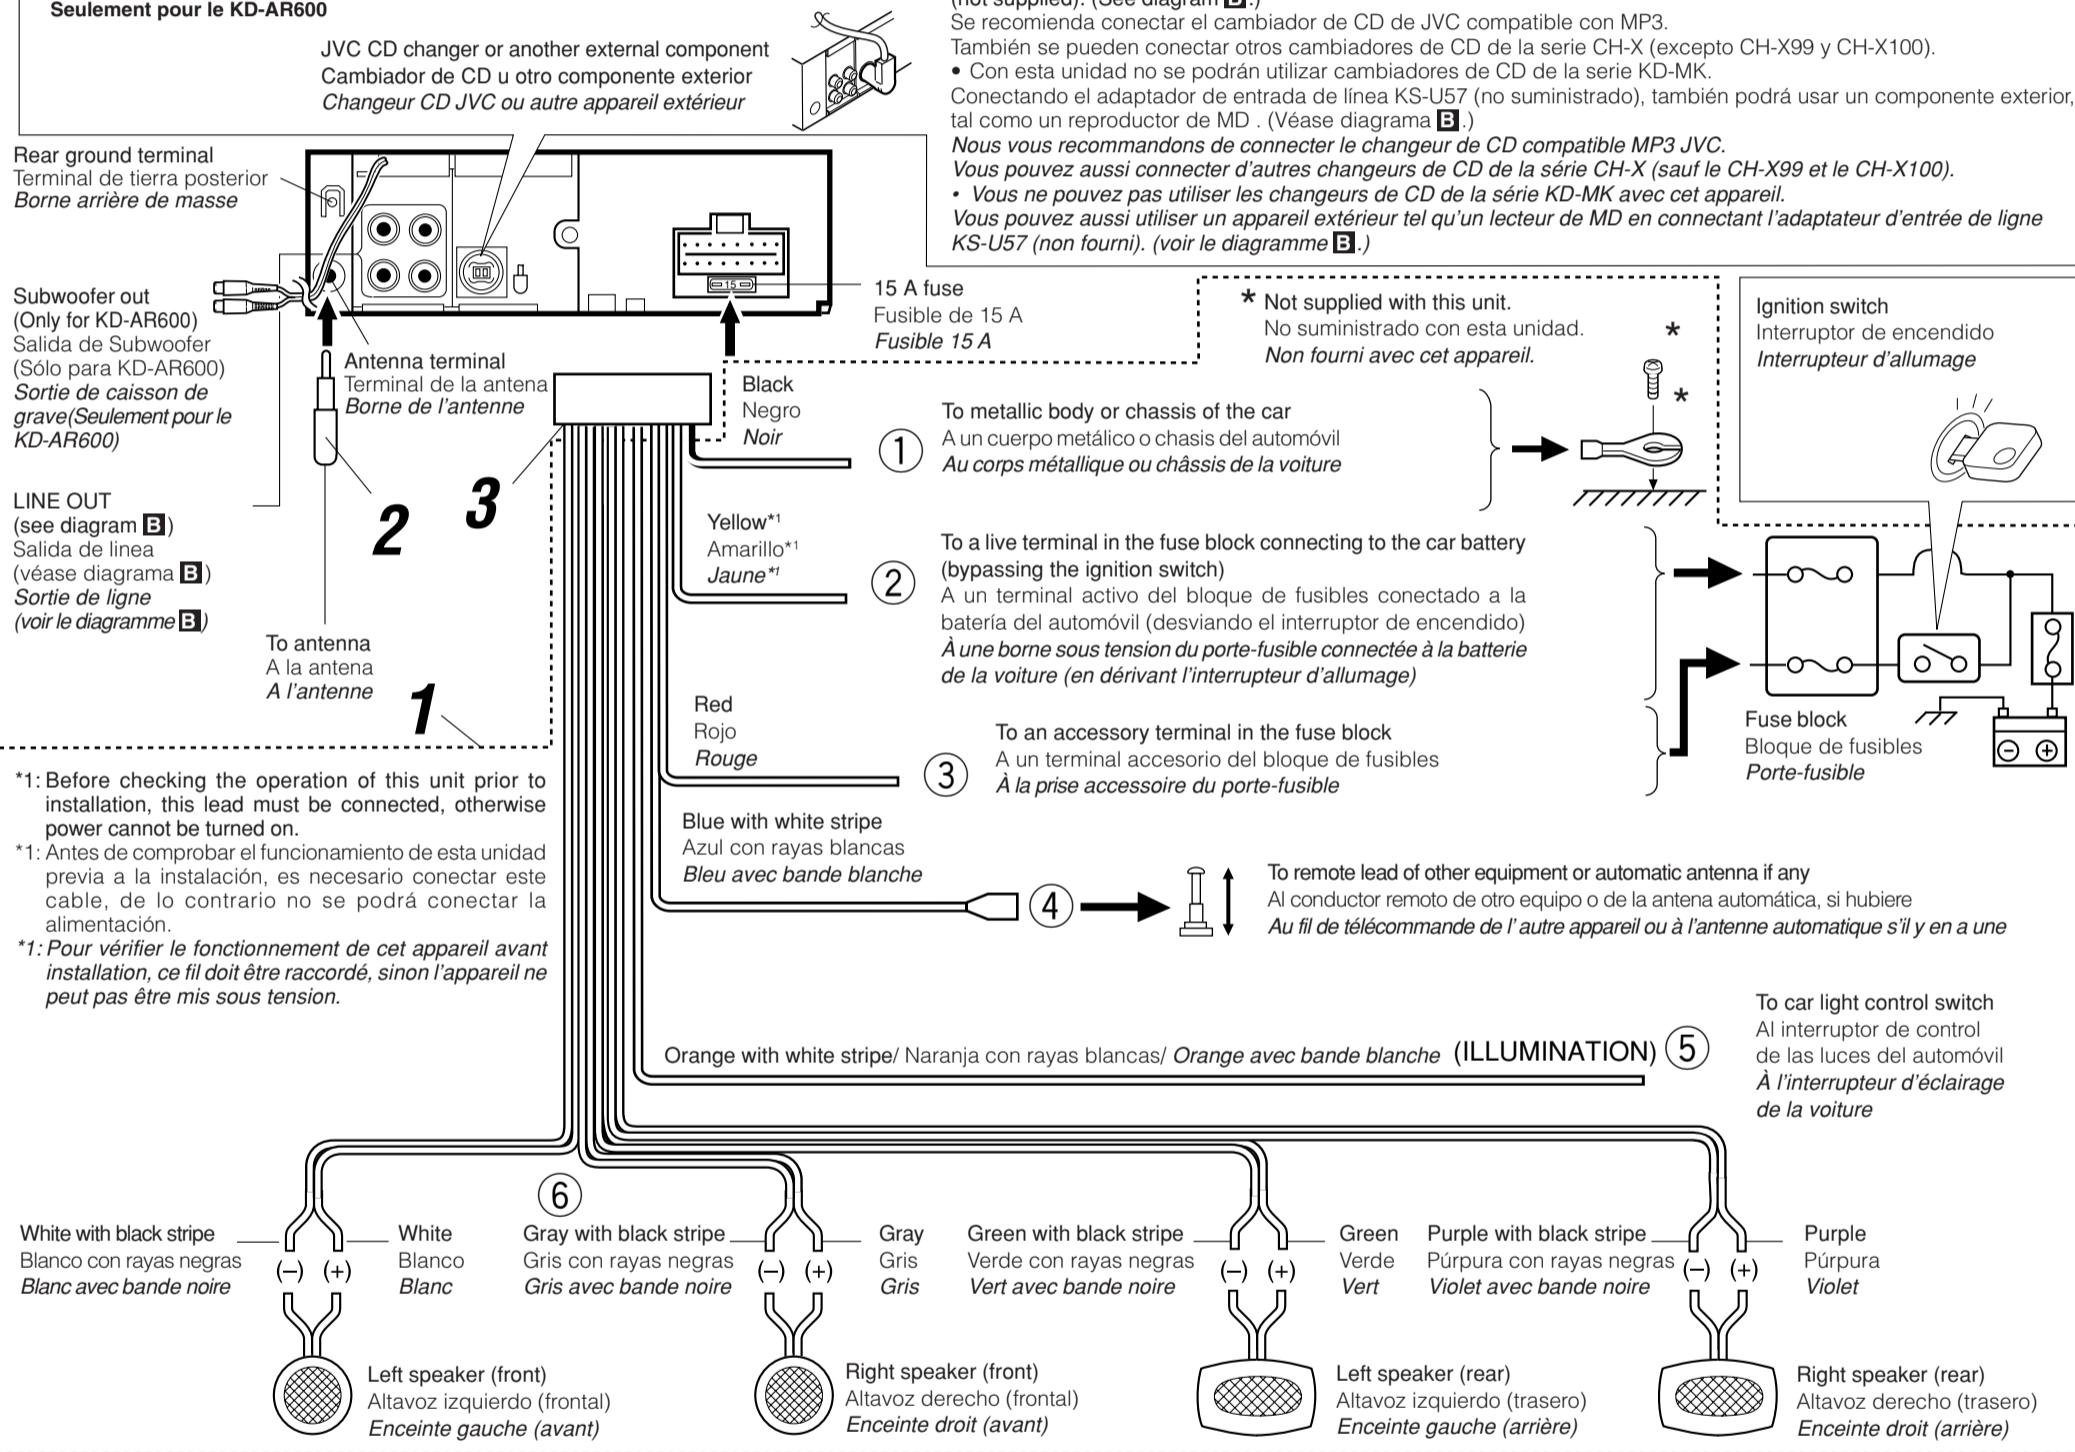 Seulement pour le KD-AR600
JVC CD changer or another external component
Cambiador de CD u otro componente exterior
Changeur CD JVC ou autre appareil extérieur
(not supplied). (See diagram B .)
Se recomienda conectar el cambiador de CD de JVC compatible con MP3.
También se pueden conectar otros cambiadores de CD de la serie CH-X (excepto CH-X99 y CH-X100).
• Con esta unidad no se podrán utilizar cambiadores de CD de la serie KD-MK.
Conectando el adaptador de entrada de línea KS-U57 (no suministrado), también podrá usar un componente exterior,
tal como un reproductor de MD . (Véase diagrama B .)
Nous vous recommandons de connecter le changeur de CD compatible MP3 JVC.
Vous pouvez aussi connecter d'autres changeurs de CD de la série CH-X (sauf le CH-X99 et le CH-X100).
• Vous ne pouvez pas utiliser les changeurs de CD de la série KD-MK avec cet appareil.
Vous pouvez aussi utiliser un appareil extérieur tel qu'un lecteur de MD en connectant l'adaptateur d'entrée de ligne
KS-U57 (non fourni). (voir le diagramme B .)
Rear ground terminal
Terminal de tierra posterior
Borne arrière de masse
Subwoofer out
(Only for KD-AR600)
Salida de Subwoofer
(Sólo para KD-AR600)
Sortie de caisson de
grave(Seulement pour le
KD-AR600)
LINE OUT
(see diagram B )
Salida de linea
(véase diagrama B )
Sortie de ligne
(voir le diagramme B )
Antenna terminal
Terminal de la antena
Borne de l'antenne
2
3
To antenna
A la antena
A l'antenne
1
15
15 A fuse
Fusible de 15 A
Fusible 15 A
* Not supplied with this unit.
No suministrado con esta unidad.
Non fourni avec cet appareil.
*
*
Ignition switch
Interruptor de encendido
Interrupteur d'allumage
Black
Negro
Noir
① To metallic body or chassis of the car
A un cuerpo metálico o chasis del automóvil
Au corps métallique ou châssis de la voiture
Yellow*1
Amarillo*1
Jaune*1
② To a live terminal in the fuse block connecting to the car battery
(bypassing the ignition switch)
A un terminal activo del bloque de fusibles conectado a la
batería del automóvil (desviando el interruptor de encendido)
À une borne sous tension du porte-fusible connectée à la batterie
de la voiture (en dérivant l'interrupteur d'allumage)
Red
Rojo
Rouge
③ To an accessory terminal in the fuse block
A un terminal accesorio del bloque de fusibles
À la prise accessoire du porte-fusible
Fuse block
Bloque de fusibles
Porte-fusible
− +
*1: Before checking the operation of this unit prior to
installation, this lead must be connected, otherwise
power cannot be turned on.
*1: Antes de comprobar el funcionamiento de esta unidad
previa a la instalación, es necesario conectar este
cable, de lo contrario no se podrá conectar la
alimentación.
*1: Pour vérifier le fonctionnement de cet appareil avant
installation, ce fil doit être raccordé, sinon l'appareil ne
peut pas être mis sous tension.
Blue with white stripe
Azul con rayas blancas
Bleu avec bande blanche
④ To remote lead of other equipment or automatic antenna if any
Al conductor remoto de otro equipo o de la antena automática, si hubiere
Au fil de télécommande de l' autre appareil ou à l'antenne automatique s'il y en a une
Orange with white stripe/ Naranja con rayas blancas/ Orange avec bande blanche (ILLUMINATION) ⑤
To car light control switch
Al interruptor de control
de las luces del automóvil
À l'interrupteur d'éclairage
de la voiture
⑥
White with black stripe
Blanco con rayas negras
Blanc avec bande noire
(−) (+)
White
Blanco
Blanc
Gray with black stripe
Gris con rayas negras
Gris avec bande noire
(−) (+)
Gray
Gris
Gris
Green with black stripe
Verde con rayas negras
Vert avec bande noire
(−) (+)
Green
Verde
Vert
Purple with black stripe
Púrpura con rayas negras
Violet avec bande noire
(−) (+)
Purple
Púrpura
Violet
Left speaker (front)
Altavoz izquierdo (frontal)
Enceinte gauche (avant)
Right speaker (front)
Altavoz derecho (frontal)
Enceinte droit (avant)
Left speaker (rear)
Altavoz izquierdo (trasero)
Enceinte gauche (arrière)
Right speaker (rear)
Altavoz derecho (trasero)
Enceinte droit (arrière)